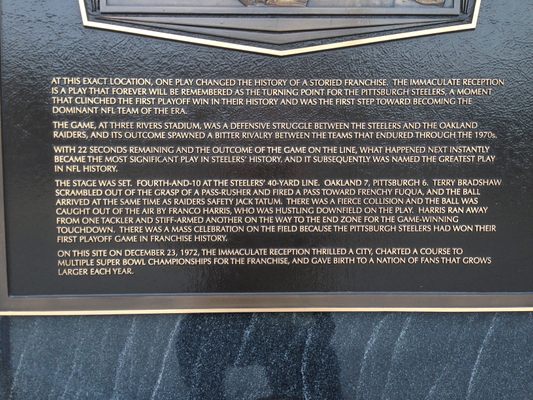 AT THIS EXACT LOCATION, ONE PLAY CHANGED THE HISTORY OF A STORIED FRANCHISE. THE IMMACULATE RECEPTION
IS A PLAY THAT FOREVER WILL BE REMEMBERED AS THE TURNING POINT FOR THE PITTSBURGH STEELERS, A MOMENT
THAT CLINCHED THE FIRST PLAYOFF WIN IN THEIR HISTORY AND WAS THE FIRST STEP TOWARD BECOMING THE
DOMINANT NFL TEAM OF THE ERA.
THE GAME, AT THREE RIVERS STADIUM, WAS A DEFENSIVE STRUGGLE BETWEEN THE STEELERS AND THE OAKLAND
RAIDERS, AND ITS OUTCOME SPAWNED A BITTER RIVALRY BETWEEN THE TEAMS THAT ENDURED THROUGH THE 1970s.
WITH 22 SECONDS REMAINING AND THE OUTCOME OF THE GAME ON THE LINE, WHAT HAPPENED NEXT INSTANTLY
BECAME THE MOST SIGNIFICANT PLAY IN STEELERS' HISTORY, AND IT SUBSEQUENTLY WAS NAMED THE GREATEST PLAY
IN NFL HISTORY.
THE STAGE WAS SET. FOURTH-AND-10 AT THE STEELERS' 40-YARD LINE. OAKLAND 7, PITTSBURGH 6. TERRY BRADSHAW
SCRAMBLED OUT OF THE GRASP OF A PASS-RUSHER AND FIRED A PASS TOWARD FRENCHY FUQUA, AND THE BALL
ARRIVED AT THE SAME TIME AS RAIDERS SAFETY JACK TATUM. THERE WAS A FIERCE COLLISION AND THE BALL WAS
CAUGHT OUT OF THE AIR BY FRANCO HARRIS, WHO WAS HUSTLING DOWNFIELD ON THE PLAY. HARRIS RAN AWAY
FROM ONE TACKLER AND STIFF-ARMED ANOTHER ON THE WAY TO THE END ZONE FOR THE GAME-WINNING
TOUCHDOWN. THERE WAS A MASS CELEBRATION ON THE FIELD BECAUSE THE PITTSBURGH STEELERS HAD WON THEIR
FIRST PLAYOFF GAME IN FRANCHISE HISTORY.
ON THIS SITE ON DECEMBER 23, 1972, THE IMMACULATE RECEPTION THRILLED A CITY, CHARTED A COURSE TO
MULTIPLE SUPER BOWL CHAMPIONSHIPS FOR THE FRANCHISE, AND GAVE BIRTH TO A NATION OF FANS THAT GROWS
LARGER EACH YEAR.